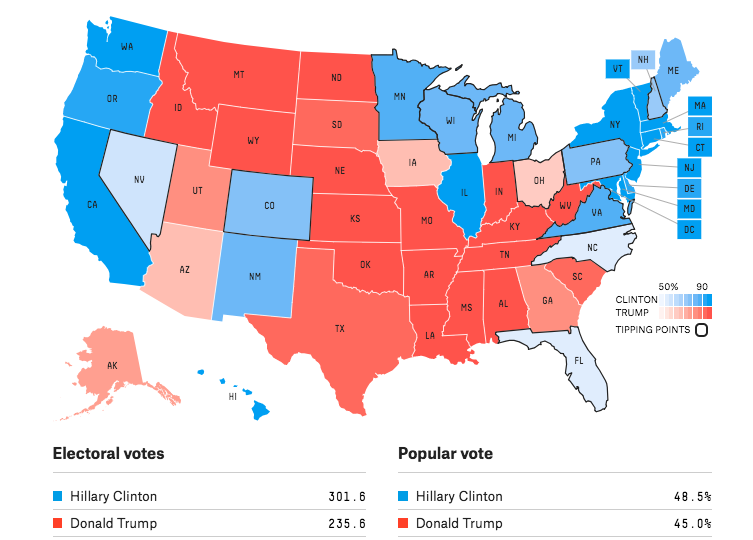 WA
MT
ND
MN
VT
NH
ME
OR
ID
SD
WI
MI
NY
MA
RI
CT
WY
IA
PA
NJ
NV
UT
NE
IL
IN
OH
DE
MD
DC
CA
CO
KS
MO
KY
WV
VA
AZ
NM
OK
AR
TN
NC
SC
TX
LA
MS
AL
GA
FL
AK
HI
50% 90
CLINTON
TRUMP
TIPPING POINTS
Electoral votes
Hillary Clinton 301.6
Donald Trump 235.6
Popular vote
Hillary Clinton 48.5%
Donald Trump 45.0%